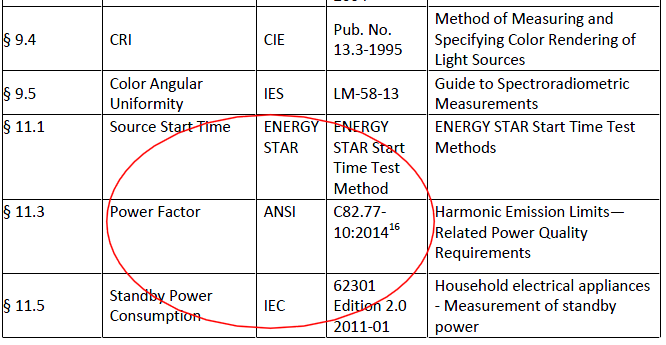 § 9.4 CRI CIE Pub. No. 13.3-1995 Method of Measuring and Specifying Color Rendering of Light Sources
§ 9.5 Color Angular Uniformity IES LM-58-13 Guide to Spectroradiometric Measurements
§ 11.1 Source Start Time ENERGY STAR ENERGY STAR Start Time Test Method ENERGY STAR Start Time Test Methods
§ 11.3 Power Factor ANSI C82.77-10:2014¹⁶ Harmonic Emission Limits—Related Power Quality Requirements
§ 11.5 Standby Power Consumption IEC 62301 Edition 2.0 2011-01 Household electrical appliances - Measurement of standby power